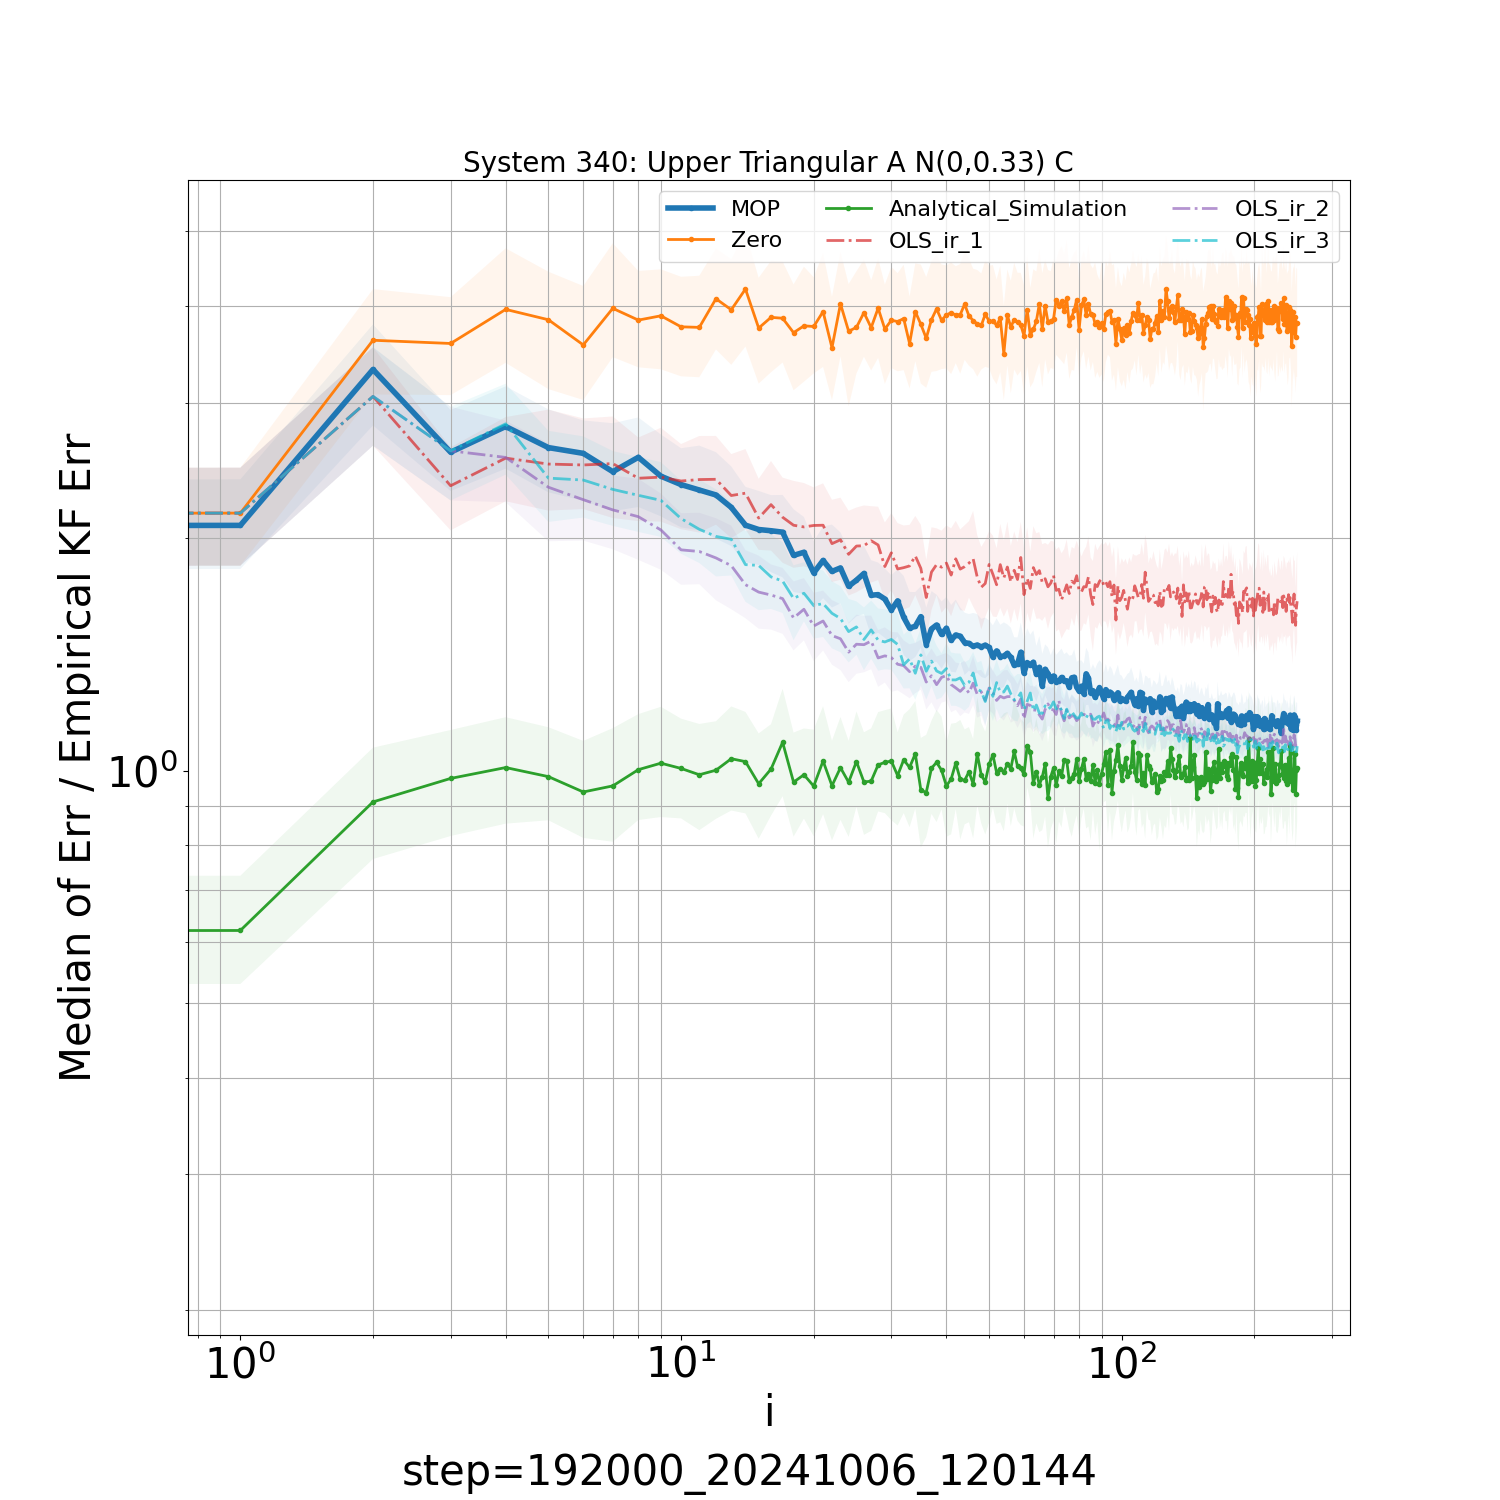 System 340: Upper Triangular A N(0,0.33) C
MOP
Zero
Analytical_Simulation
OLS_ir_1
OLS_ir_2
OLS_ir_3
Median of Err / Empirical KF Err
10⁰
10⁰
10¹
10²
i
step=192000_20241006_120144